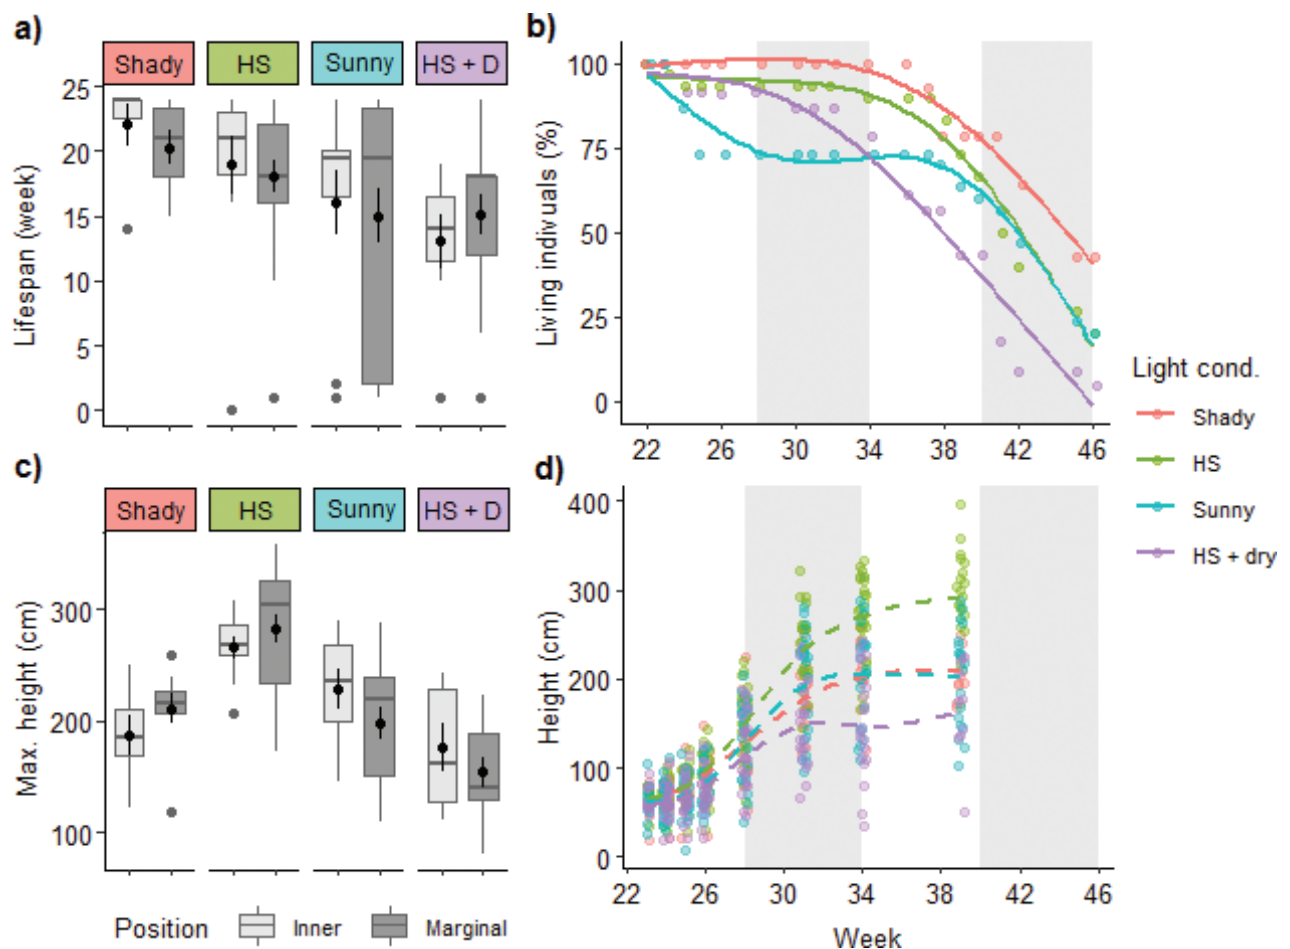 a)
Shady HS Sunny HS + D
Lifespan (week)
25
20
15
10
5
0
b)
Living indivuals (%)
100
75
50
25
0
22 26 30 34 38 42 46
Light cond.
Shady
HS
Sunny
HS + dry
c)
Shady HS Sunny HS + D
Max. height (cm)
300
200
100
Position Inner Marginal
d)
Height (cm)
400
300
200
100
0
22 26 30 34 38 42 46
Week